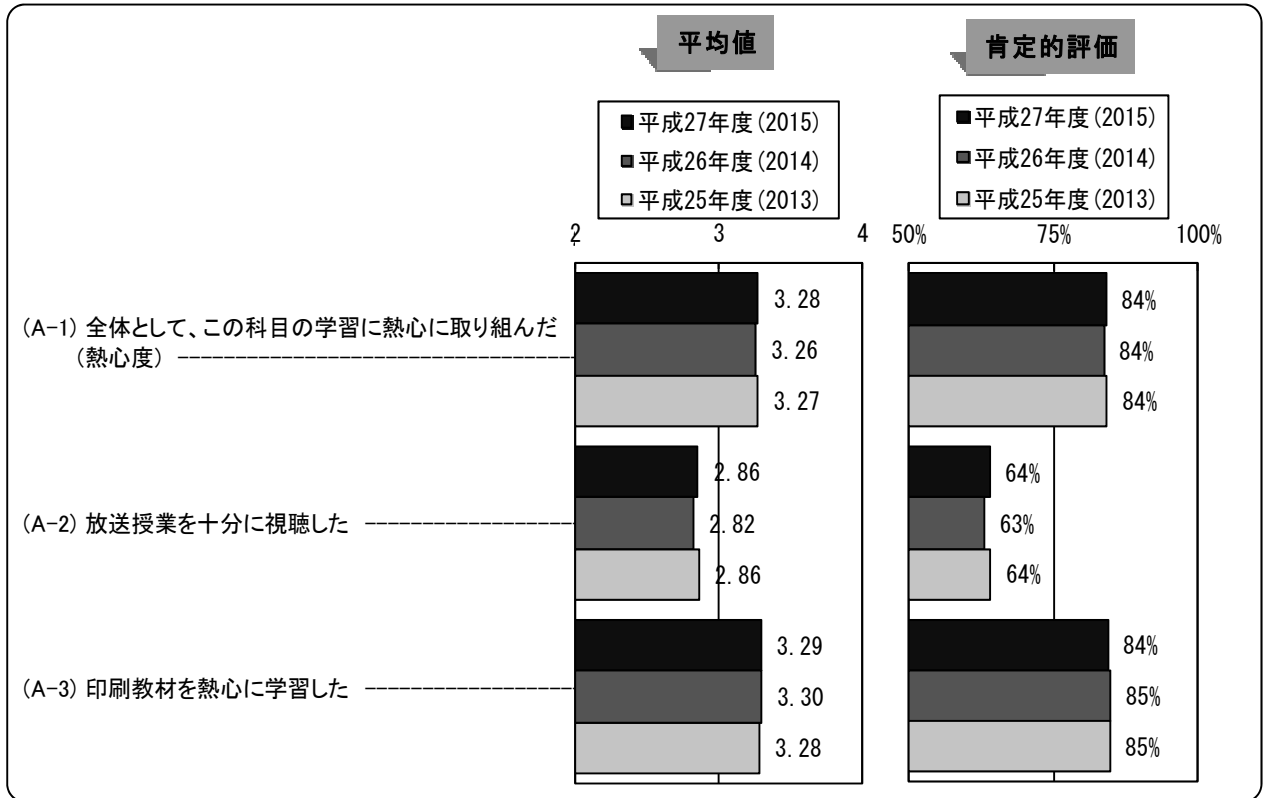 平均値
肯定的評価
■平成27年度(2015)
■平成26年度(2014)
□平成25年度(2013)
■平成27年度(2015)
■平成26年度(2014)
□平成25年度(2013)
2 3 4
50% 75% 100%
(A-1) 全体として、この科目の学習に熱心に取り組んだ
(熱心度)
3.28
3.26
3.27
84%
84%
84%
(A-2) 放送授業を十分に視聴した
2.86
2.82
2.86
64%
63%
64%
(A-3) 印刷教材を熱心に学習した
3.29
3.30
3.28
84%
85%
85%